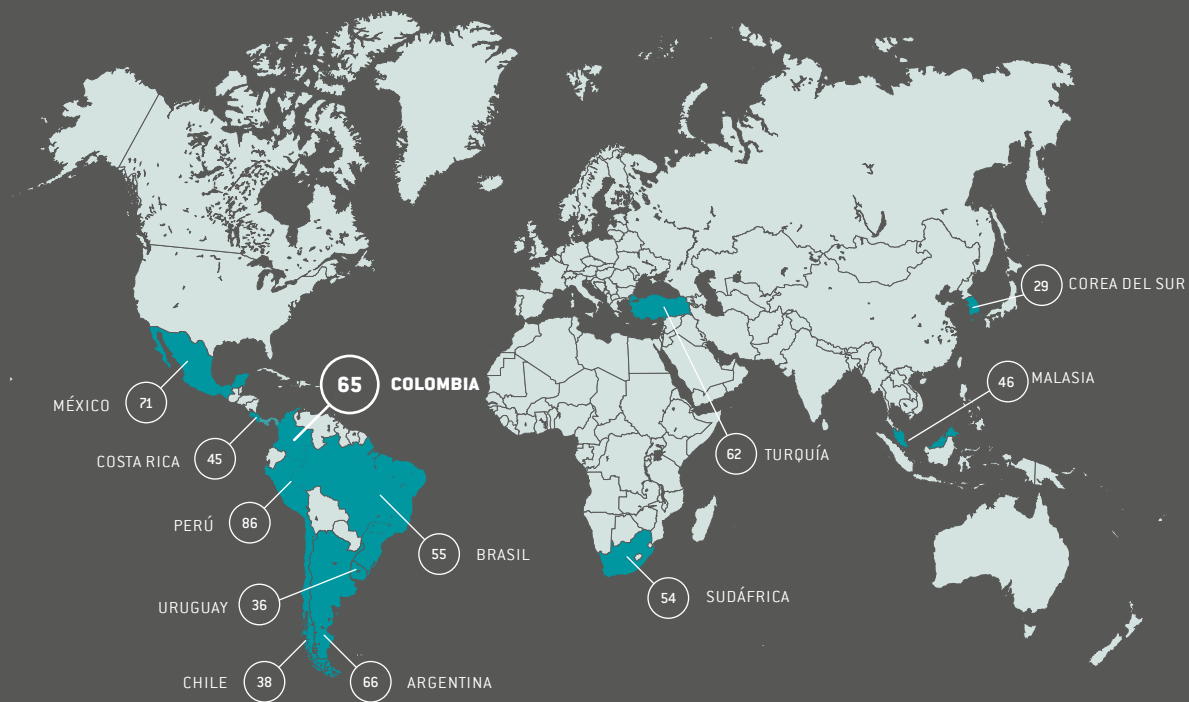 29 COREA DEL SUR
46 MALASIA
65 COLOMBIA
MÉXICO 71
COSTA RICA 45
62 TURQUÍA
PERÚ 86
55 BRASIL
54 SUDÁFRICA
URUGUAY 36
CHILE 38
66 ARGENTINA